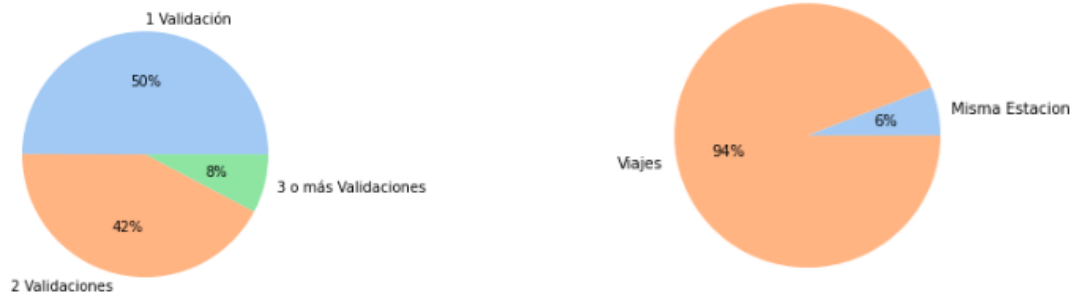 1 Validación
50%
8%
3 o más Validaciones
42%
2 Validaciones
Misma Estacion
6%
94%
Viajes